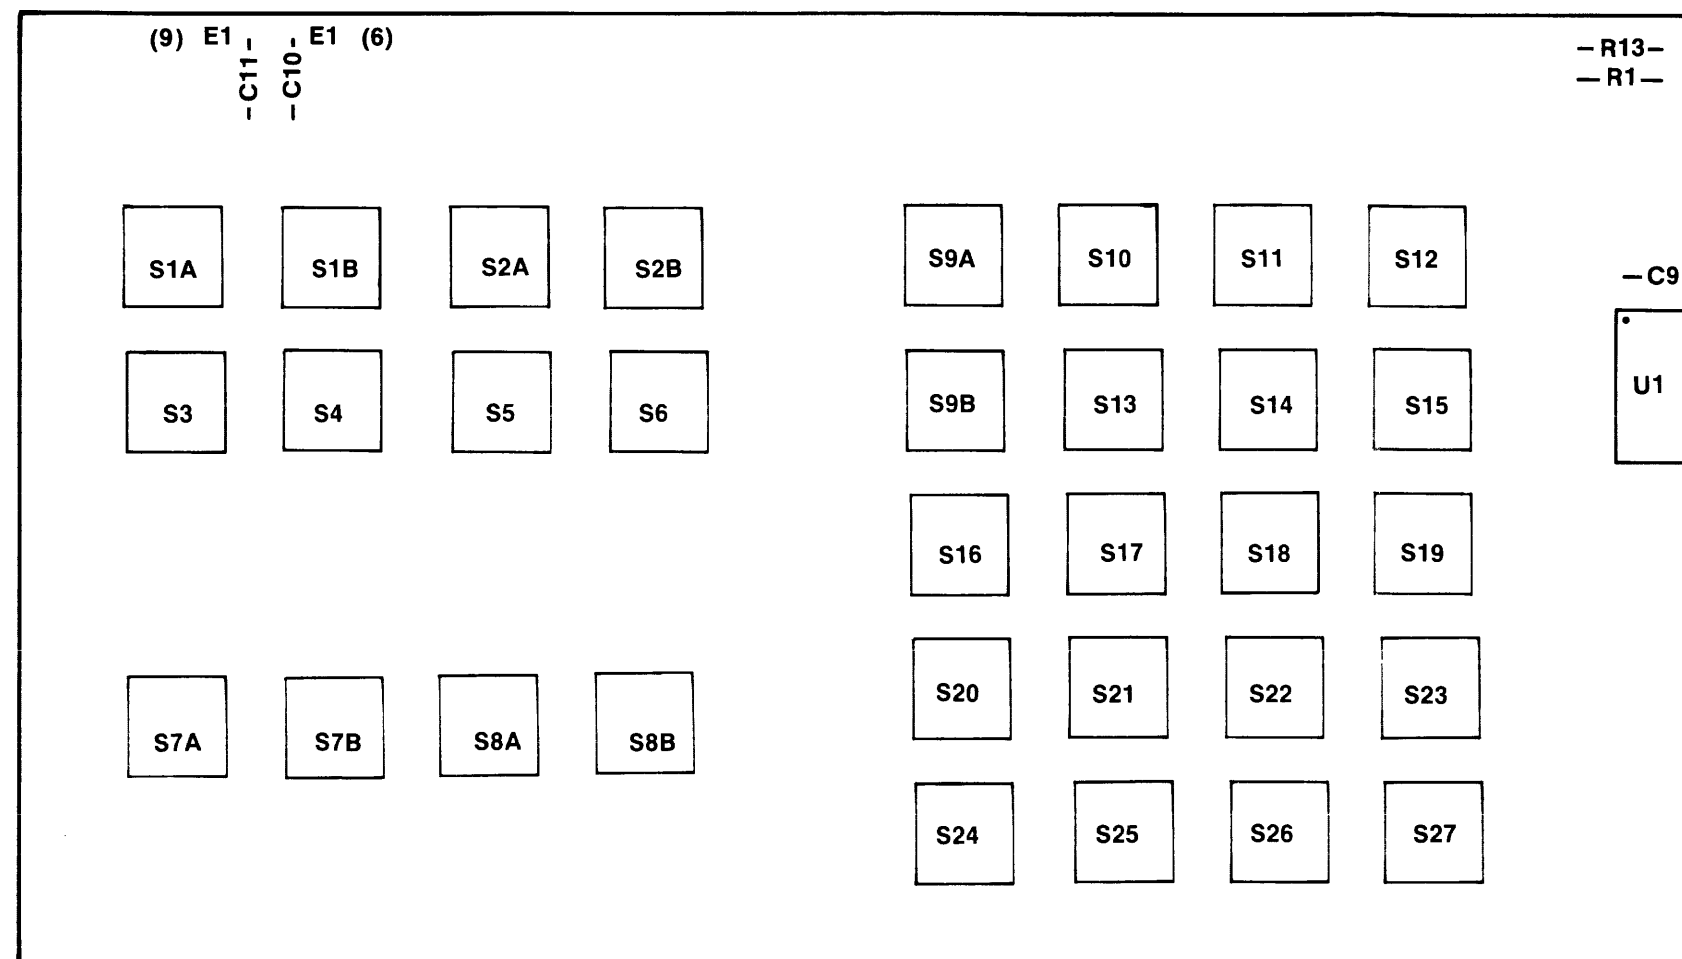 (9) E1 E1 (6)
–C11– –C10–
–R13–
–R1–
S1A S1B S2A S2B S9A S10 S11 S12
–C9
S3 S4 S5 S6 S9B S13 S14 S15 U1
S16 S17 S18 S19
S20 S21 S22 S23
S7A S7B S8A S8B
S24 S25 S26 S27